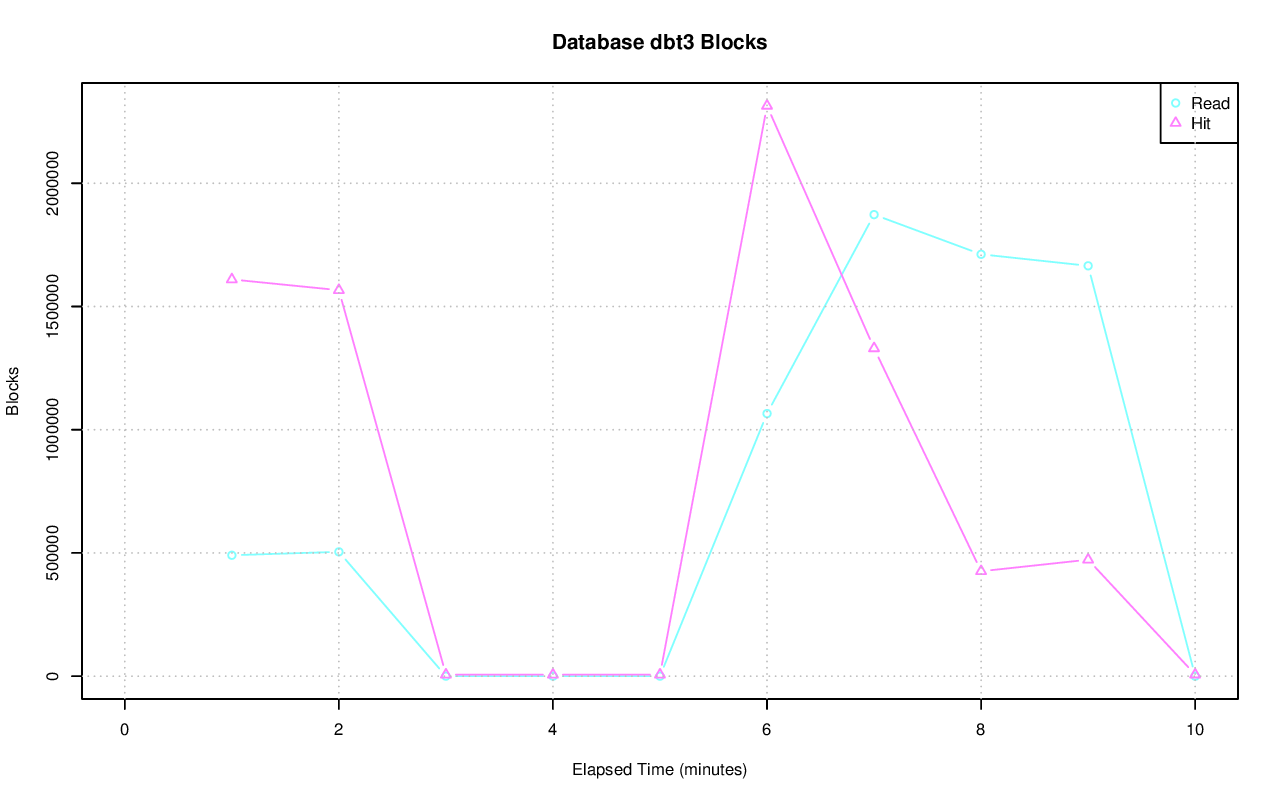 Database dbt3 Blocks
Read
Hit
2000000
1500000
1000000
500000
0
Blocks
0 2 4 6 8 10
Elapsed Time (minutes)